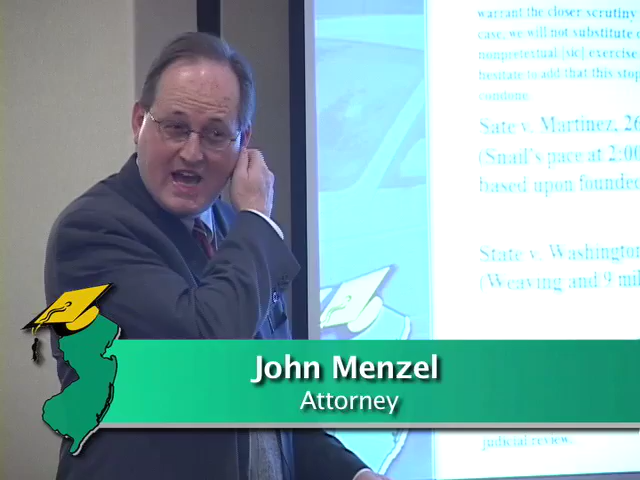 warrant the closer scrutiny
case, we will not substitute
nonpretextual [sic] exercise
hesitate to add that this stop
condone.
Sate v. Martinez, 26
(Snail's pace at 2:00
based upon founded
State v. Washington
(Weaving and 9 mil
John Menzel
Attorney
judicial review.